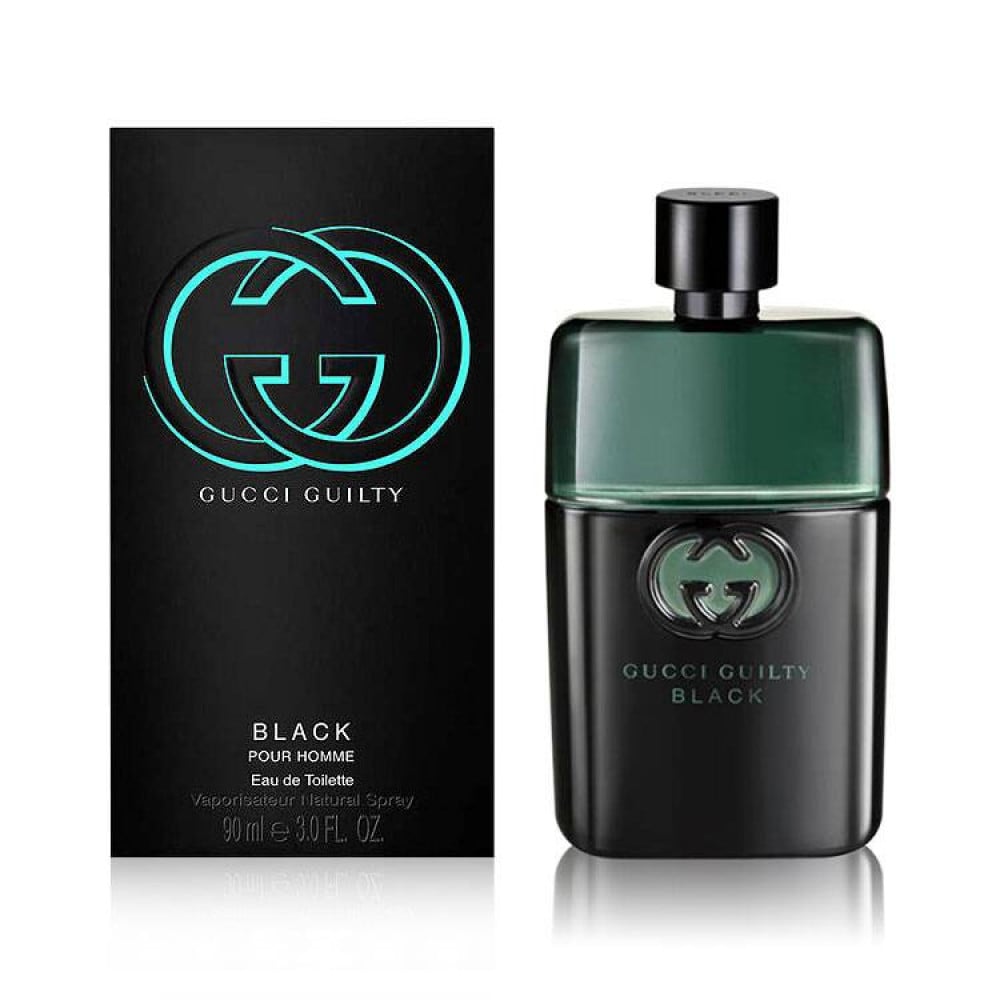 GUCCI GUILTY
BLACK
POUR HOMME
Eau de Toilette
Vaporisateur Natural Spray
90 ml e 3.0 FL. OZ.
GUCCI GUILTY
BLACK